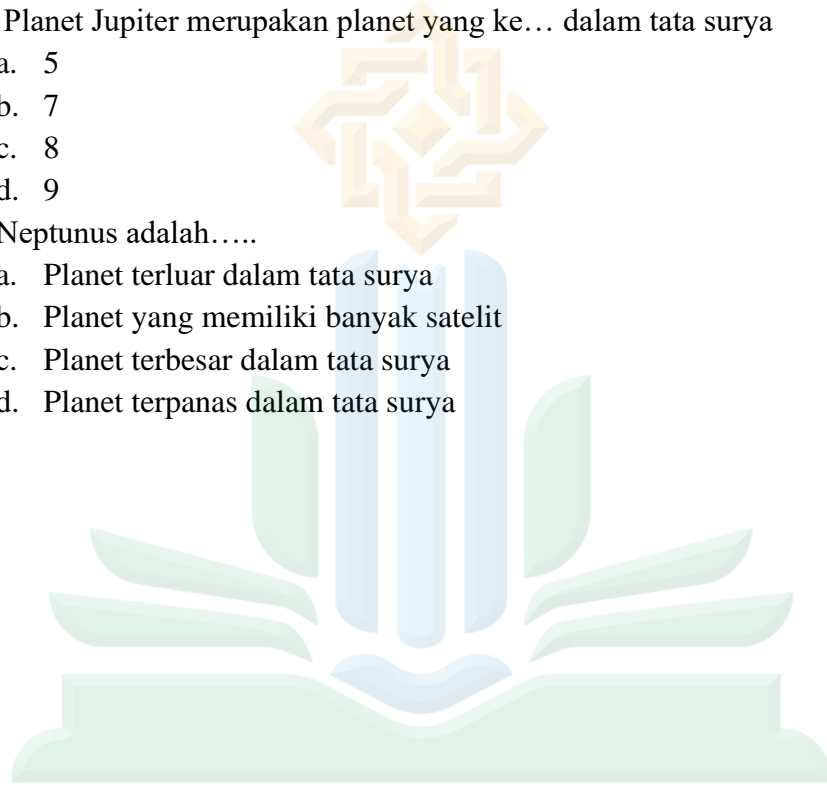 Planet Jupiter merupakan planet yang ke… dalam tata surya
a. 5
b. 7
c. 8
d. 9
Neptunus adalah…..
a. Planet terluar dalam tata surya
b. Planet yang memiliki banyak satelit
c. Planet terbesar dalam tata surya
d. Planet terpanas dalam tata surya